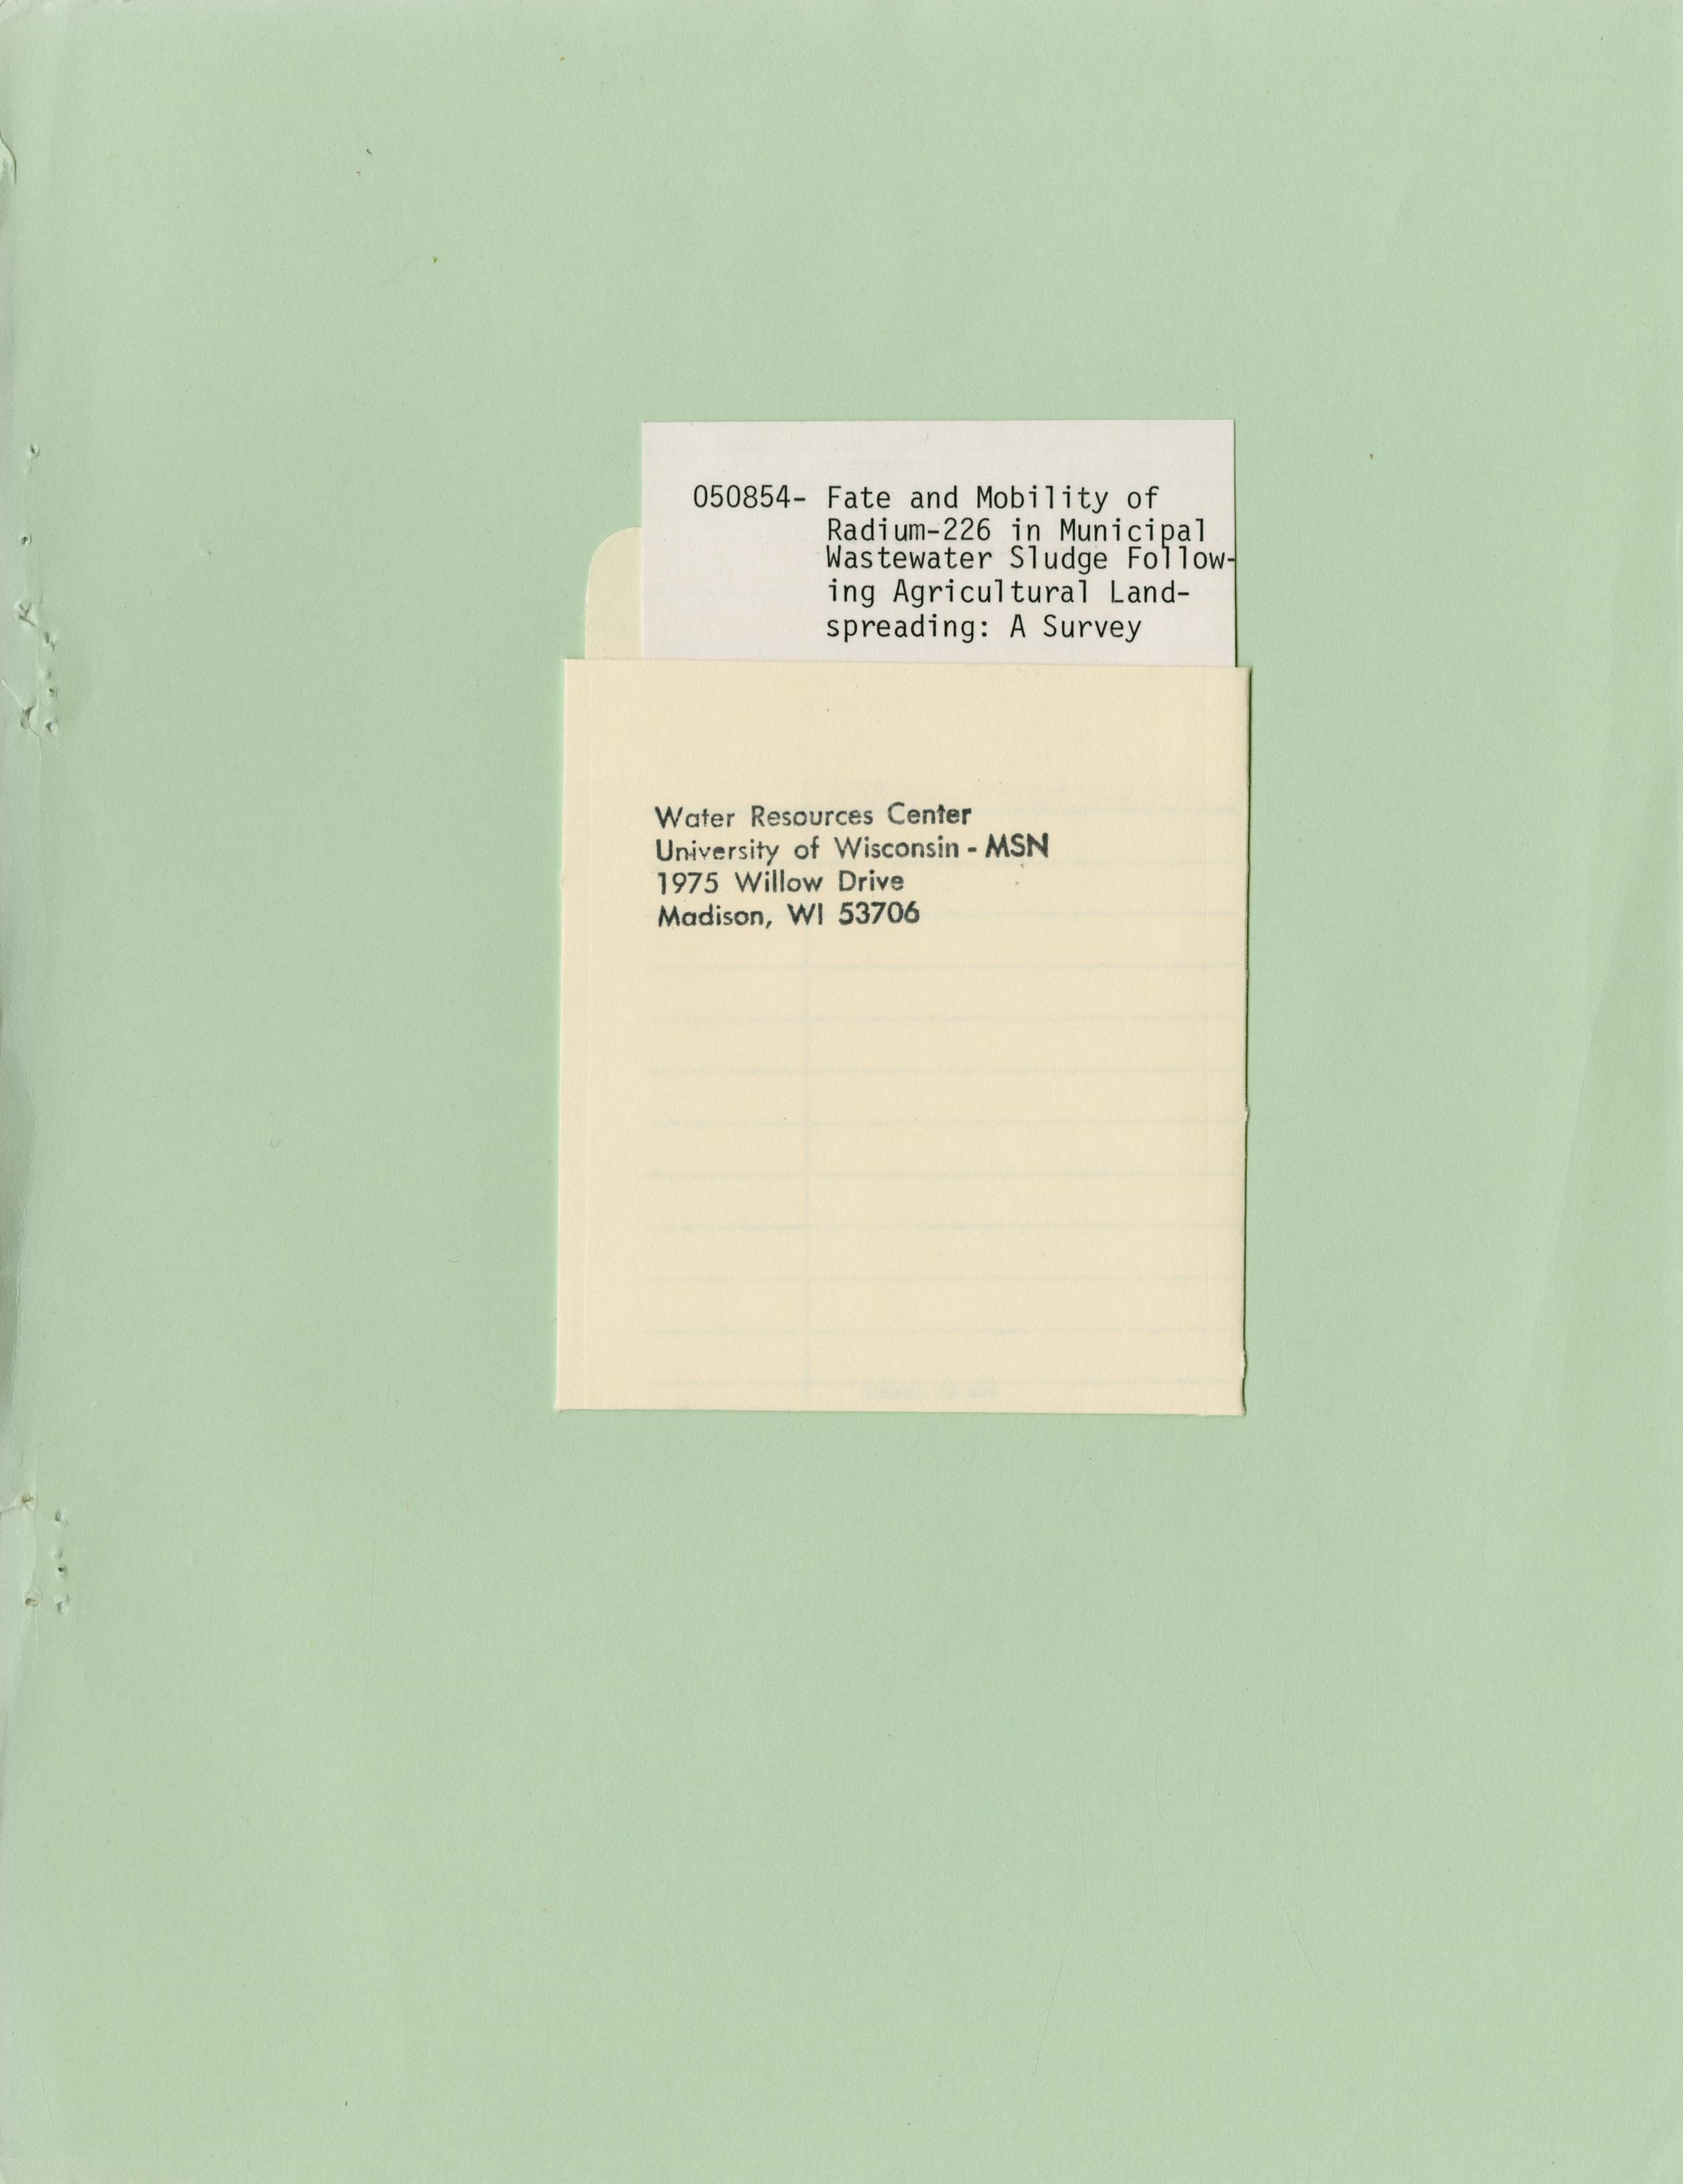 050854- Fate and Mobility of
Radium-226 in Municipal
Wastewater Sludge Follow-
ing Agricultural Land-
spreading: A Survey
Water Resources Center
University of Wisconsin - MSN
1975 Willow Drive
Madison, WI 53706